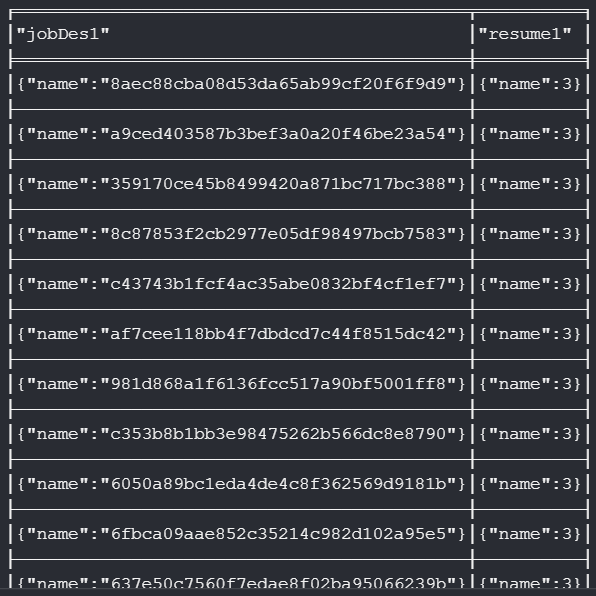 "jobDes1" "resume1"
{"name":"8aec88cba08d53da65ab99cf20f6f9d9"} {"name":3}
{"name":"a9ced403587b3bef3a0a20f46be23a54"} {"name":3}
{"name":"359170ce45b8499420a871bc717bc388"} {"name":3}
{"name":"8c87853f2cb2977e05df98497bcb7583"} {"name":3}
{"name":"c43743b1fcf4ac35abe0832bf4cf1ef7"} {"name":3}
{"name":"af7cee118bb4f7dbdcd7c44f8515dc42"} {"name":3}
{"name":"981d868a1f6136fcc517a90bf5001ff8"} {"name":3}
{"name":"c353b8b1bb3e98475262b566dc8e8790"} {"name":3}
{"name":"6050a89bc1eda4de4c8f362569d9181b"} {"name":3}
{"name":"6fbca09aae852c35214c982d102a95e5"} {"name":3}
{"name":"637e50c7560f7edae8f02ba95066239b"} {"name":3}